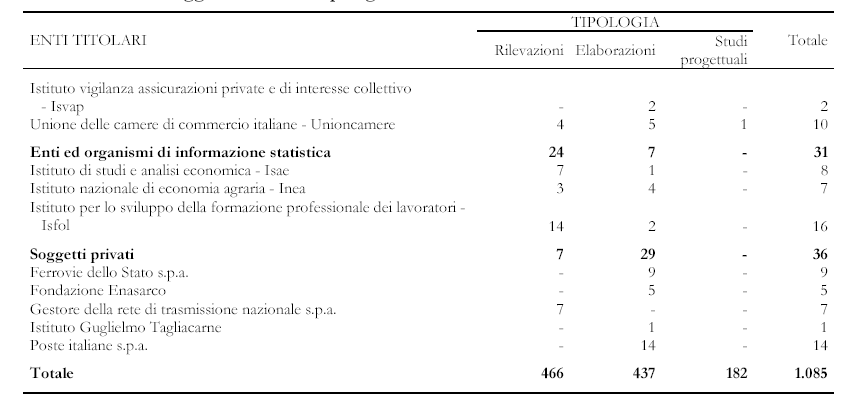 TIPOLOGIA
ENTI TITOLARI
Rilevazioni Elaborazioni Studi progettuali Totale
Istituto vigilanza assicurazioni private e di interesse collettivo
- Isvap - 2 - 2
Unione delle camere di commercio italiane - Unioncamere 4 5 1 10
Enti ed organismi di informazione statistica 24 7 - 31
Istituto di studi e analisi economica - Isae 7 1 - 8
Istituto nazionale di economia agraria - Inea 3 4 - 7
Istituto per lo sviluppo della formazione professionale dei lavoratori -
Isfol 14 2 - 16
Soggetti privati 7 29 - 36
Ferrovie dello Stato s.p.a. - 9 - 9
Fondazione Enasarco - 5 - 5
Gestore della rete di trasmissione nazionale s.p.a. 7 - - 7
Istituto Guglielmo Tagliacarne - 1 - 1
Poste italiane s.p.a. - 14 - 14
Totale 466 437 182 1.085